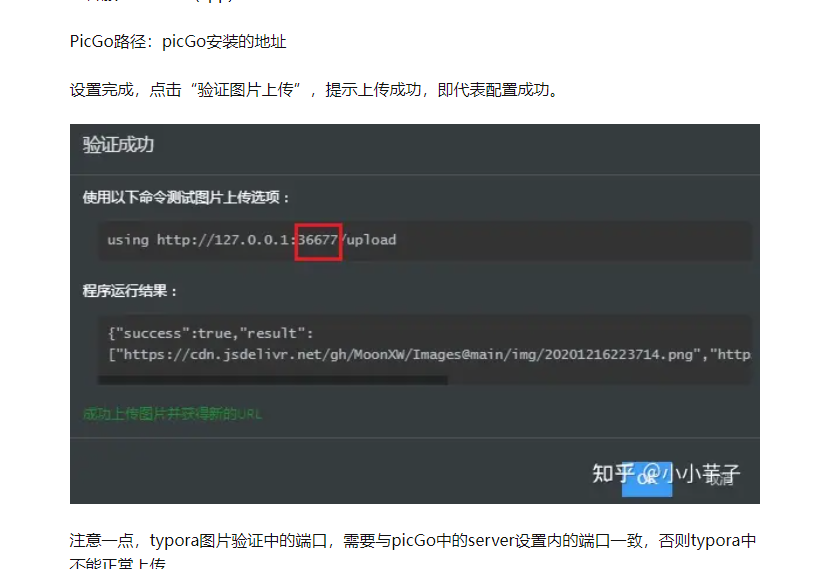 PicGo路径：picGo安装的地址
设置完成，点击“验证图片上传”，提示上传成功，即代表配置成功。
验证成功
使用以下命令测试图片上传选项：
using http://127.0.0.1:36677/upload
程序运行结果：
{"success":true,"result":
["https://cdn.jsdelivr.net/gh/MoonXW/Images@main/img/20201216223714.png","http
成功上传图片并获得新的URL
知乎 @小小芋子
OK
取消
注意一点，typora图片验证中的端口，需要与picGo中的server设置内的端口一致，否则typora中
不能正常上传